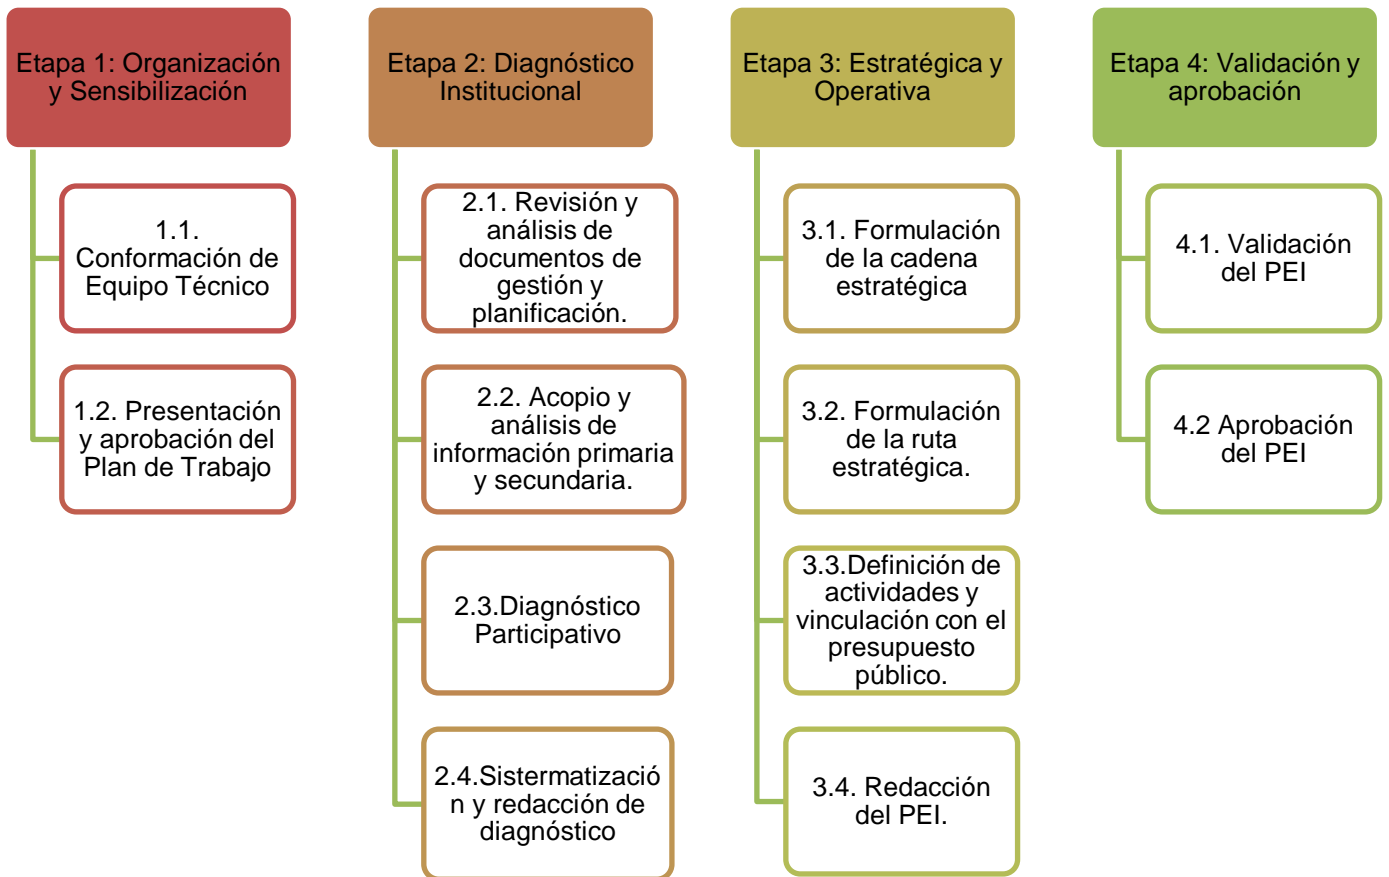 Etapa 1: Organización
y Sensibilización
1.1.
Conformación de
Equipo Técnico
1.2. Presentación
y aprobación del
Plan de Trabajo
Etapa 2: Diagnóstico
Institucional
2.1. Revisión y
análisis de
documentos de
gestión y
planificación.
2.2. Acopio y
análisis de
información primaria
y secundaria.
2.3.Diagnóstico
Participativo
2.4.Sistermatizació
n y redacción de
diagnóstico
Etapa 3: Estratégica y
Operativa
3.1. Formulación
de la cadena
estratégica
3.2. Formulación
de la ruta
estratégica.
3.3.Definición de
actividades y
vinculación con el
presupuesto
público.
3.4. Redacción
del PEI.
Etapa 4: Validación y
aprobación
4.1. Validación
del PEI
4.2 Aprobación
del PEI